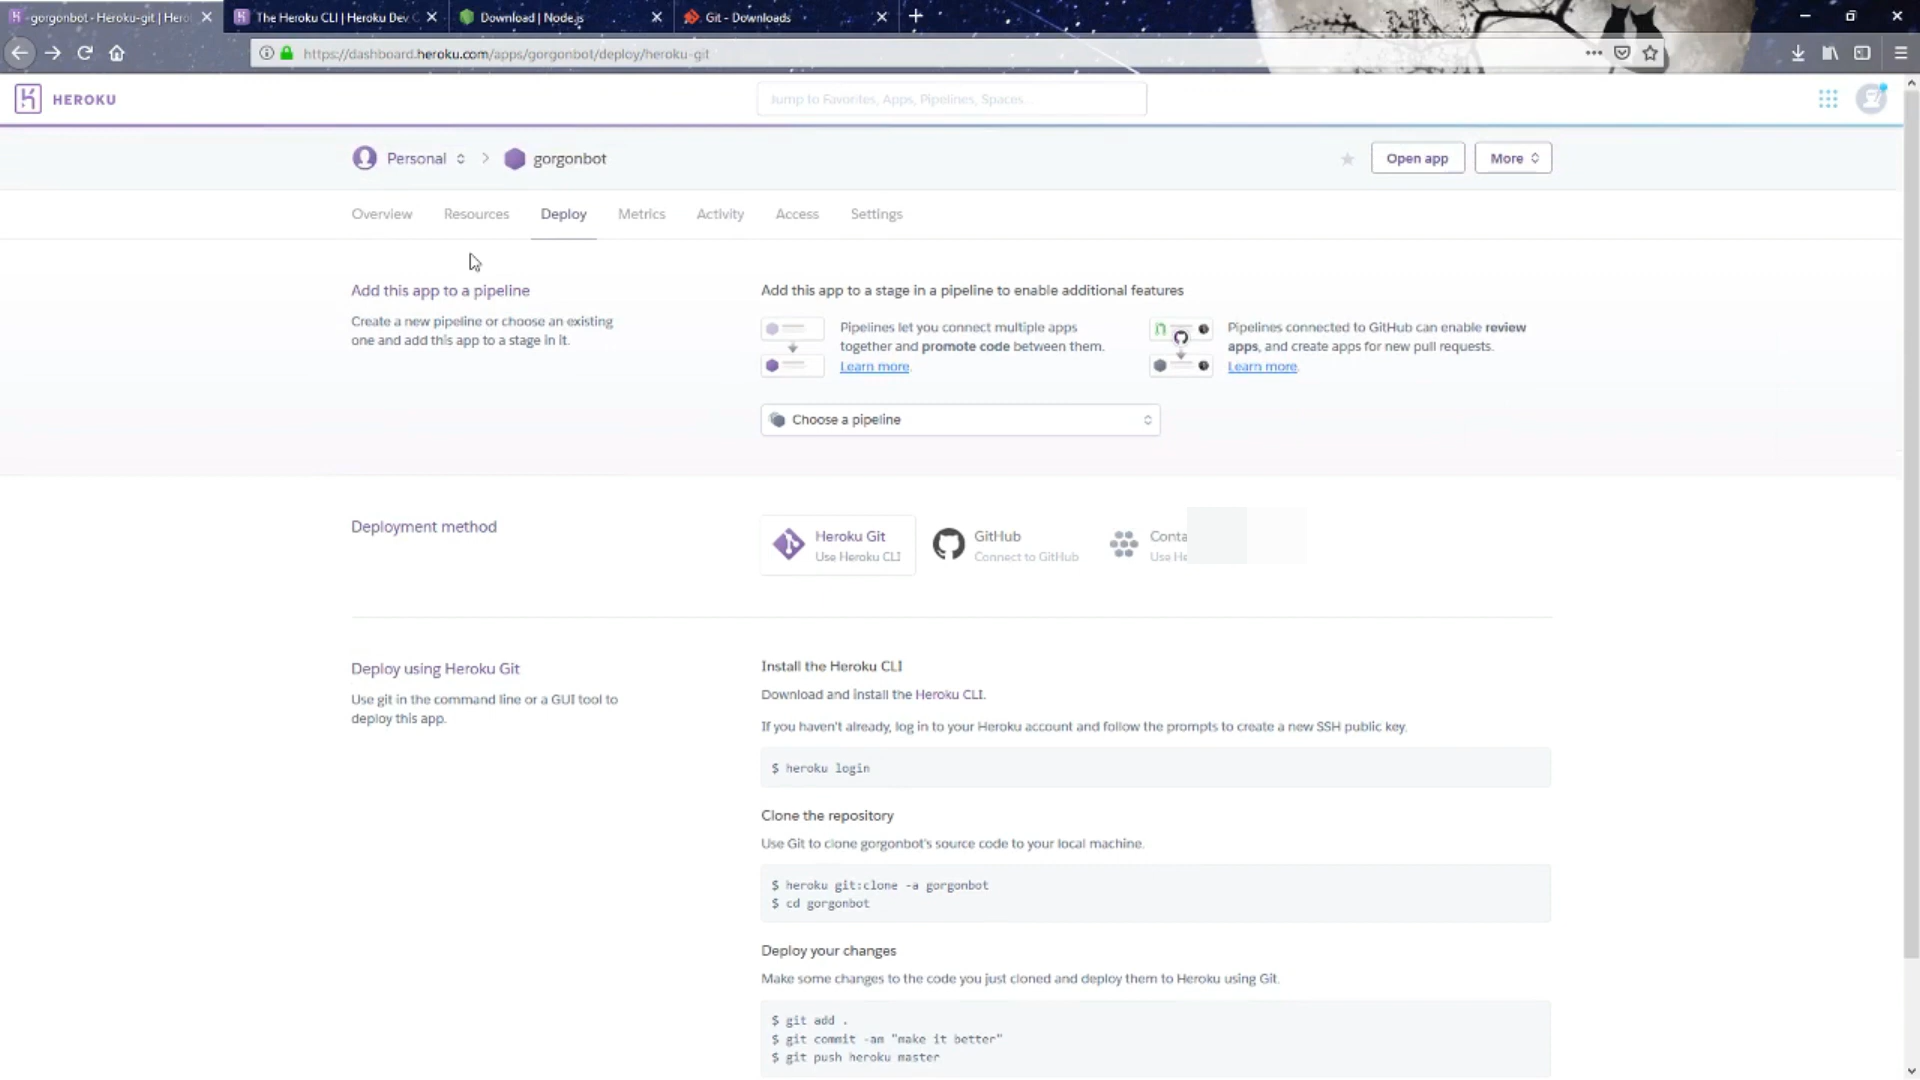 gorgonbot - Heroku-git | Hero
The Heroku CLI | Heroku Dev C
Download | Node.js
Git - Downloads
https://dashboard.heroku.com/apps/gorgonbot/deploy/heroku-git
HEROKU
Jump to Favorites, Apps, Pipelines, Spaces...
Personal > gorgonbot
Open app
More
Overview
Resources
Deploy
Metrics
Activity
Access
Settings
Add this app to a pipeline
Create a new pipeline or choose an existing
one and add this app to a stage in it.
Add this app to a stage in a pipeline to enable additional features
Pipelines let you connect multiple apps
together and promote code between them.
Learn more.
Pipelines connected to GitHub can enable review
apps, and create apps for new pull requests.
Learn more.
Choose a pipeline
Deployment method
Heroku Git
Use Heroku CLI
GitHub
Connect to GitHub
Conta
Use He
Deploy using Heroku Git
Use git in the command line or a GUI tool to
deploy this app.
Install the Heroku CLI
Download and install the Heroku CLI.
If you haven't already, log in to your Heroku account and follow the prompts to create a new SSH public key.
$ heroku login
Clone the repository
Use Git to clone gorgonbot's source code to your local machine.
$ heroku git:clone -a gorgonbot
$ cd gorgonbot
Deploy your changes
Make some changes to the code you just cloned and deploy them to Heroku using Git.
$ git add .
$ git commit -am "make it better"
$ git push heroku master